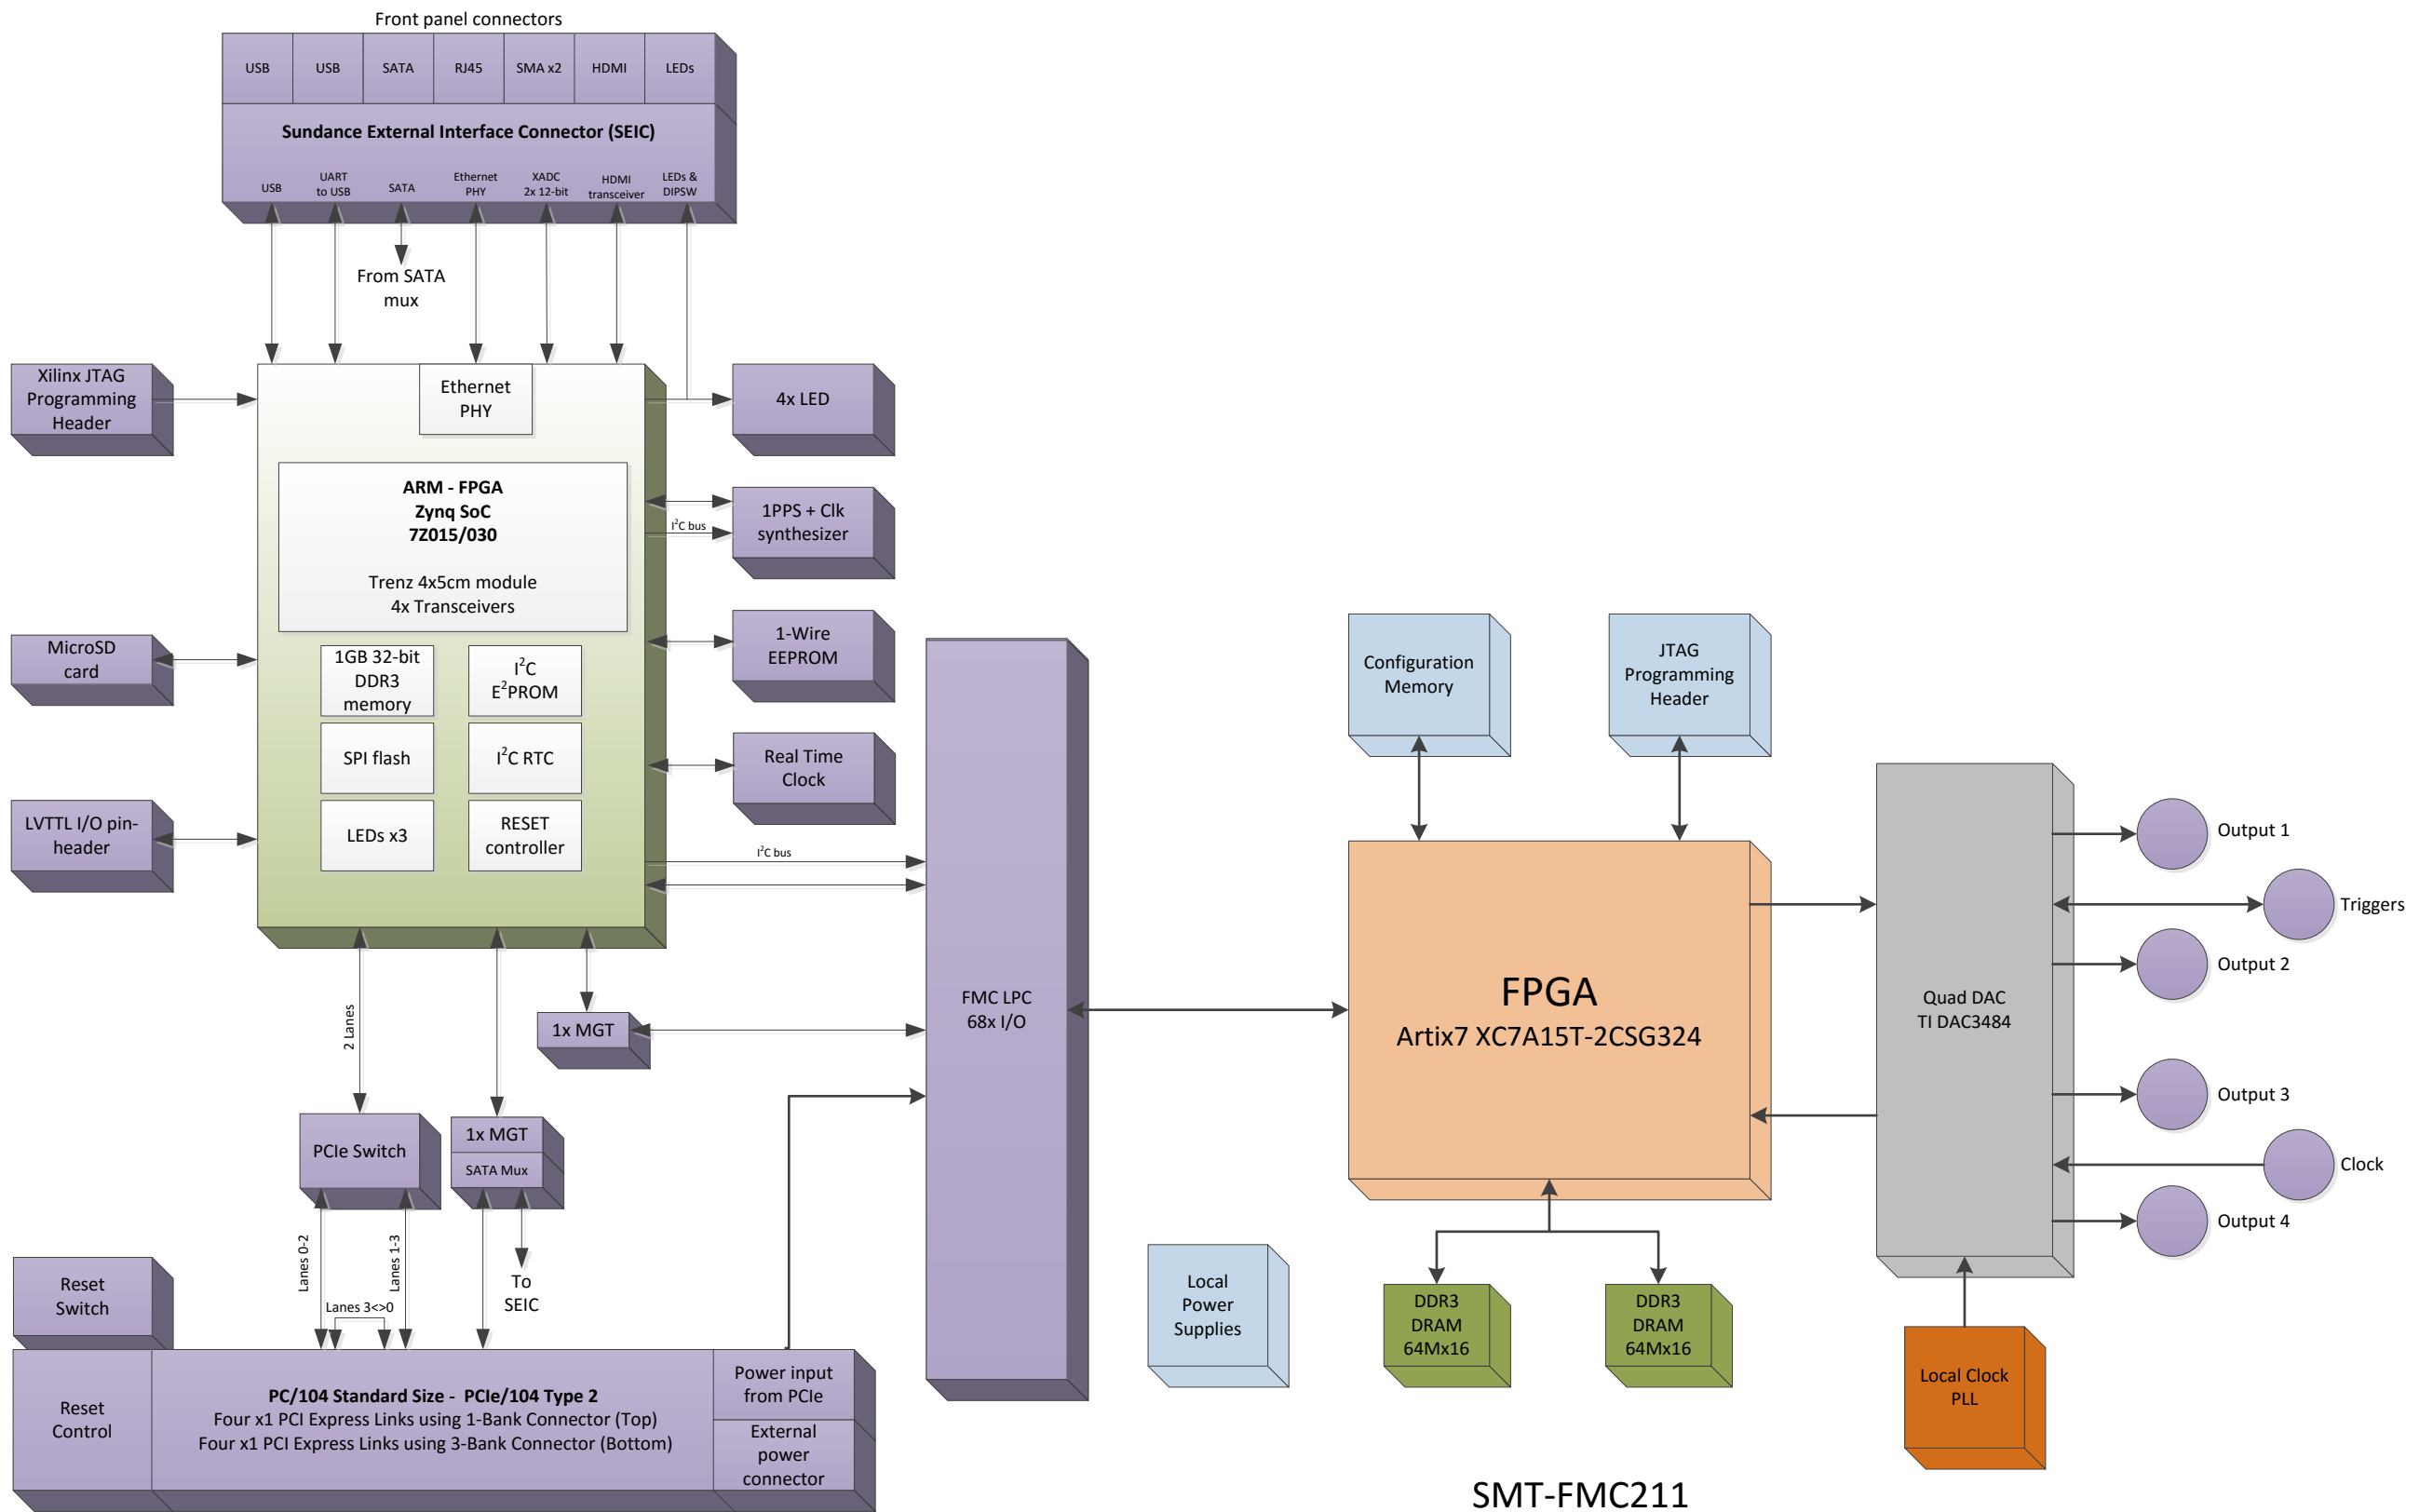 Front panel connectors
USB
USB
SATA
RJ45
SMA x2
HDMI
LEDs
Sundance External Interface Connector (SEIC)
USB
UART
to USB
SATA
Ethernet
PHY
XADC
2x 12-bit
HDMI
transceiver
LEDs &
DIPSW
From SATA
mux
Xilinx JTAG
Programming
Header
Ethernet
PHY
4x LED
ARM - FPGA
Zynq SoC
7Z015/030
Trenz 4x5cm module
4x Transceivers
I²C bus
1PPS + Clk
synthesizer
MicroSD
card
1GB 32-bit
DDR3
memory
I²C
E²PROM
1-Wire
EEPROM
SPI flash
I²C RTC
Real Time
Clock
LVTTL I/O pin-
header
LEDs x3
RESET
controller
I²C bus
2 Lanes
1x MGT
FMC LPC
68x I/O
PCIe Switch
1x MGT
SATA Mux
Lanes 0-2
Lanes 1-3
Lanes 3<>0
To
SEIC
Reset
Switch
Reset
Control
PC/104 Standard Size - PCIe/104 Type 2
Four x1 PCI Express Links using 1-Bank Connector (Top)
Four x1 PCI Express Links using 3-Bank Connector (Bottom)
Power input
from PCIe
External
power
connector
Configuration
Memory
JTAG
Programming
Header
FPGA
Artix7 XC7A15T-2CSG324
Quad DAC
TI DAC3484
Output 1
Triggers
Output 2
Output 3
Clock
Output 4
Local
Power
Supplies
DDR3
DRAM
64Mx16
DDR3
DRAM
64Mx16
Local Clock
PLL
SMT-FMC211